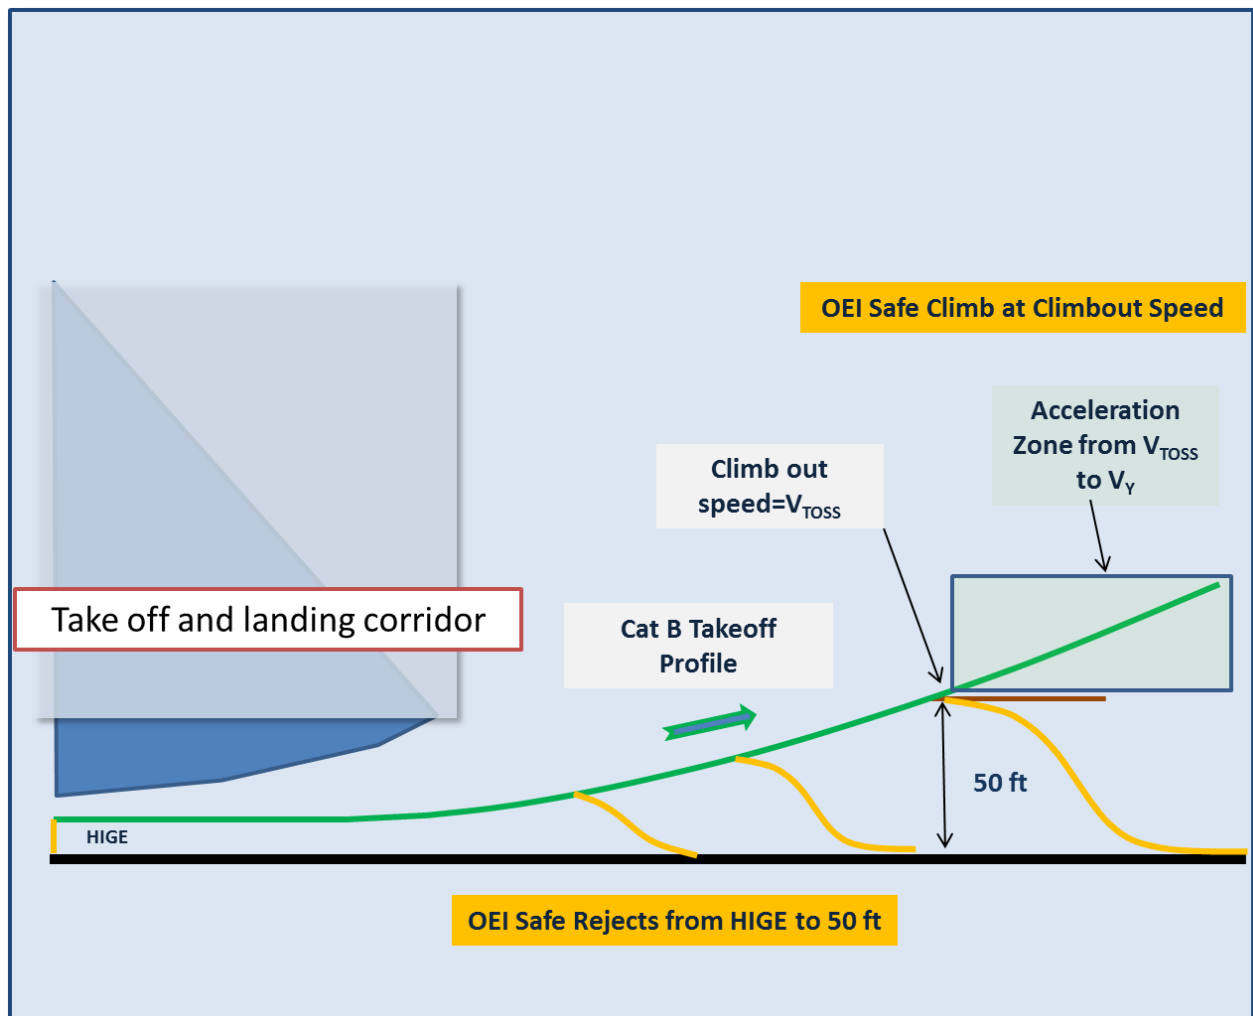 OEI Safe Climb at Climbout Speed
Acceleration
Zone from VTOSS
to VY
Climb out
speed=VTOSS
Take off and landing corridor
Cat B Takeoff
Profile
50 ft
HIGE
OEI Safe Rejects from HIGE to 50 ft